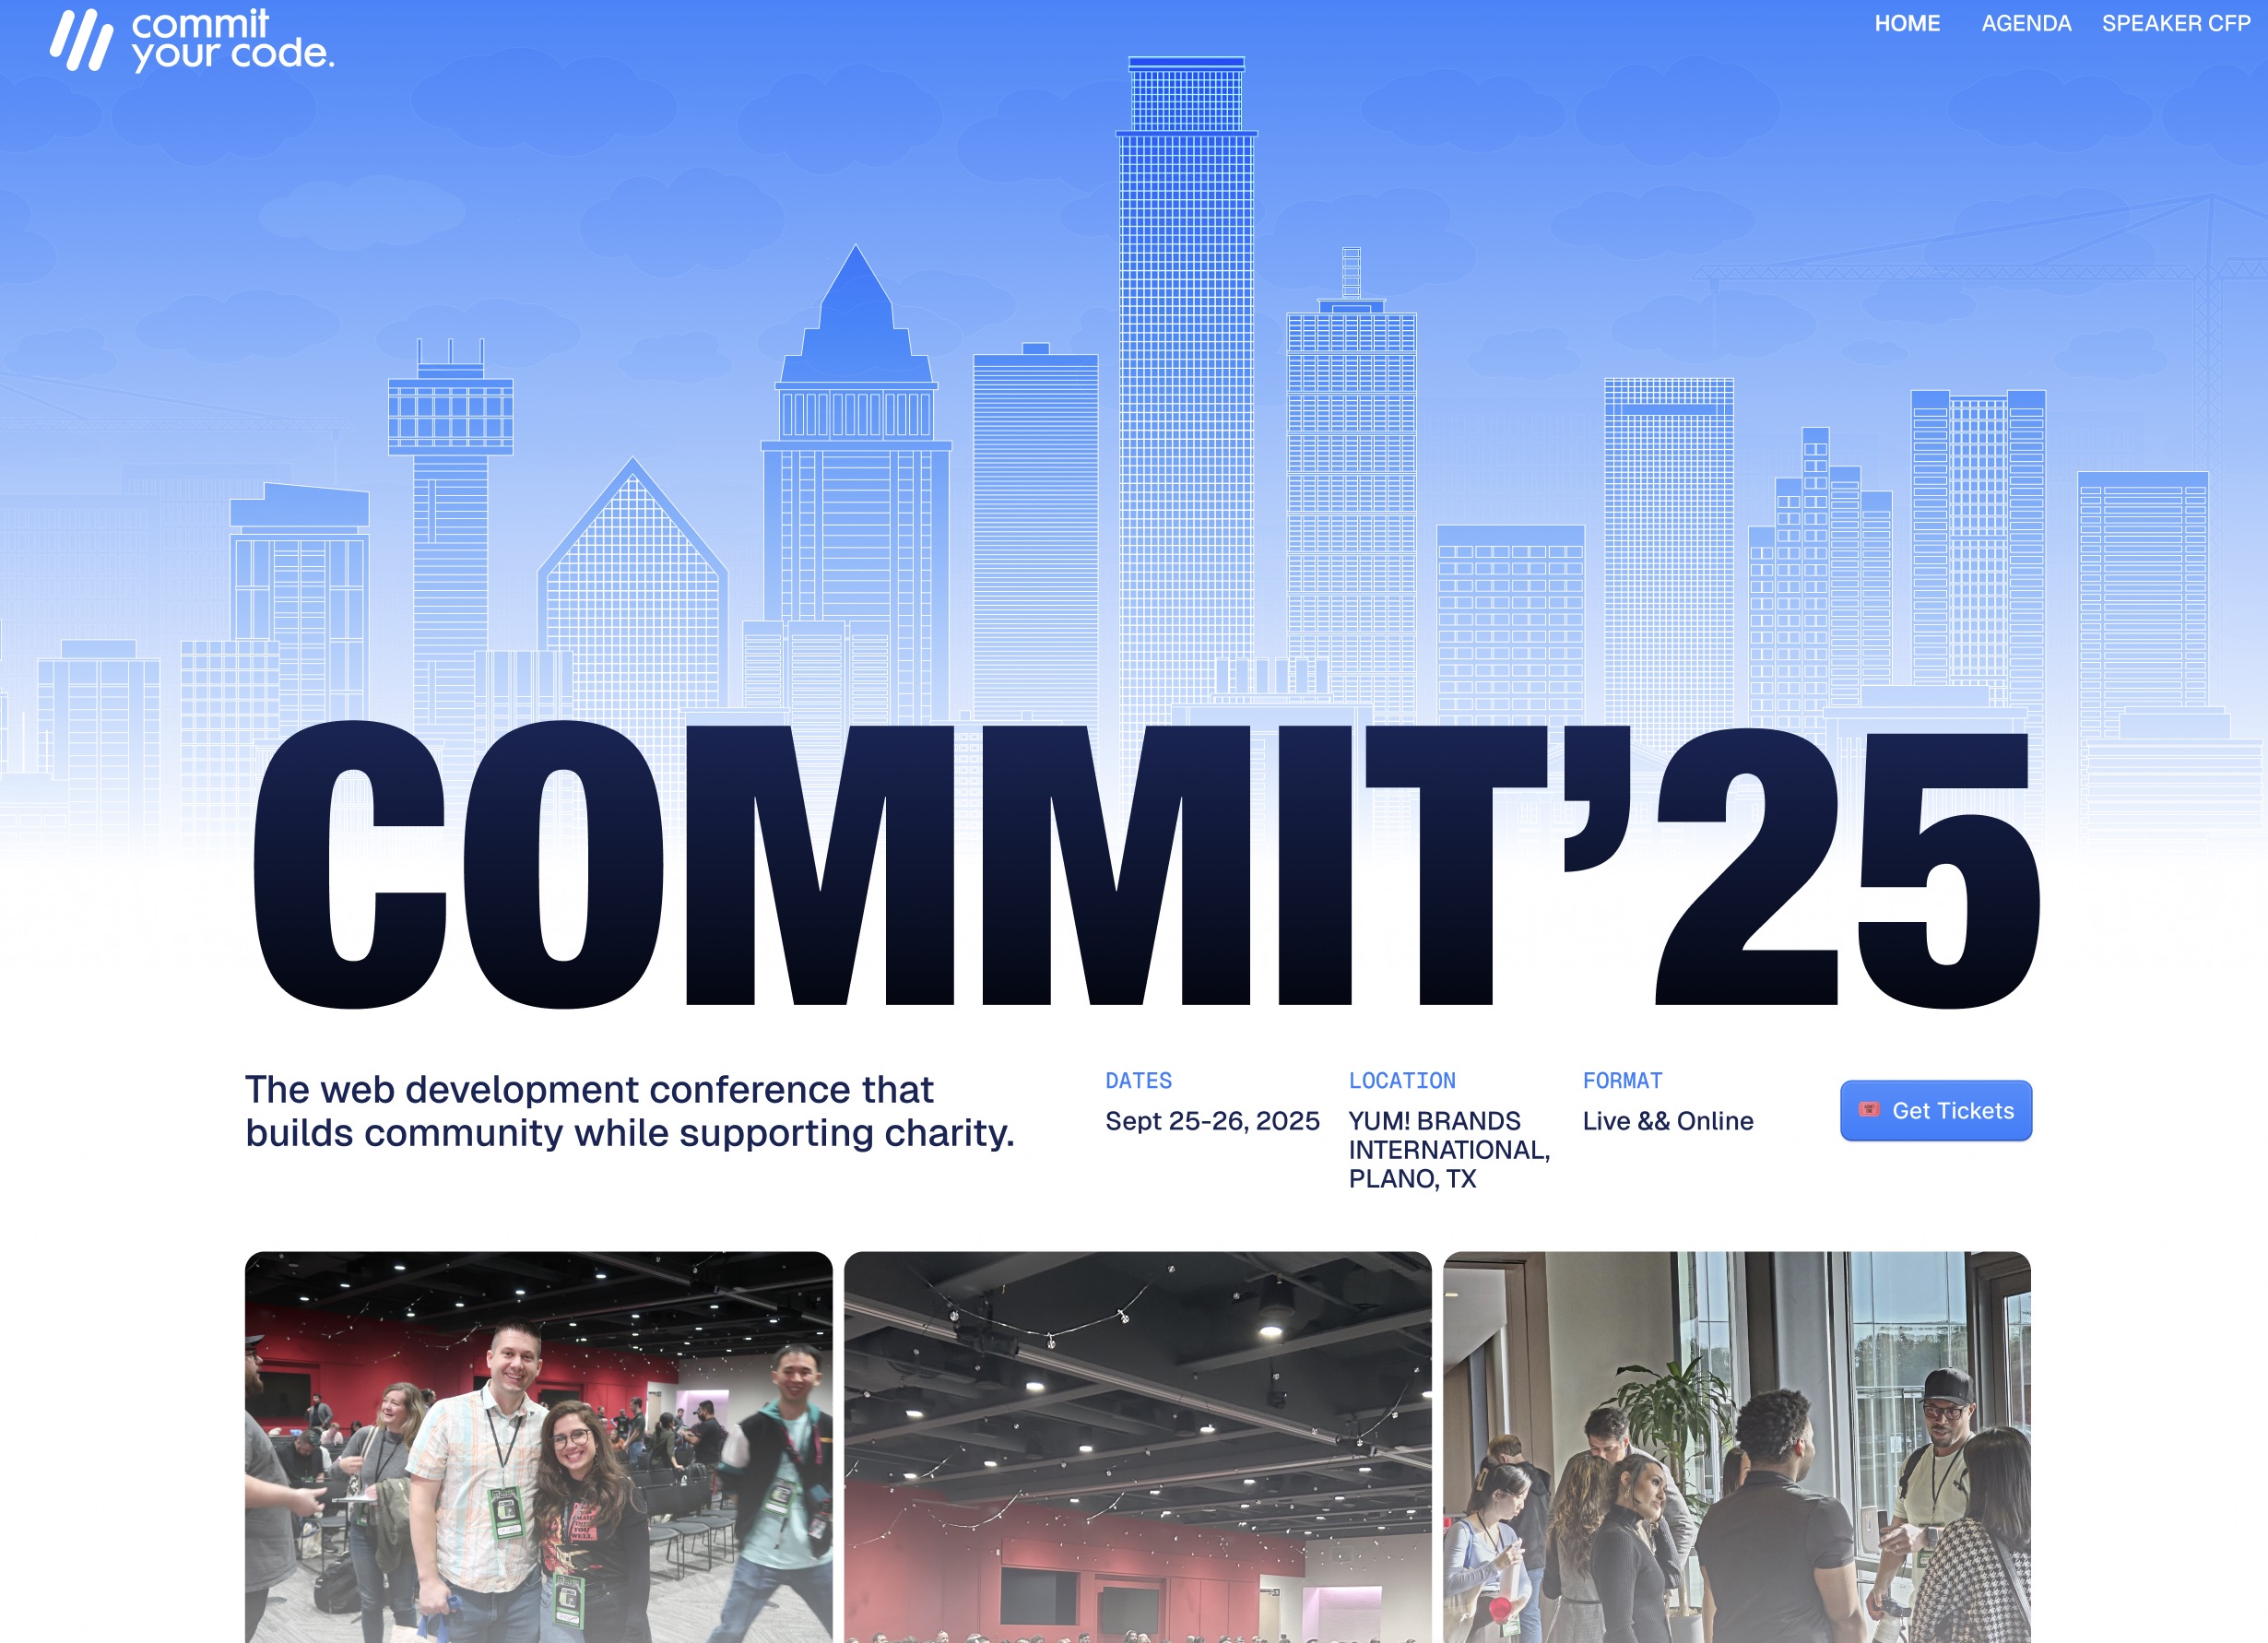 commit
your code.
HOME
AGENDA
SPEAKER CFP
COMMIT’25
The web development conference that
builds community while supporting charity.
DATES
Sept 25-26, 2025
LOCATION
YUM! BRANDS
INTERNATIONAL,
PLANO, TX
FORMAT
Live && Online
Get Tickets